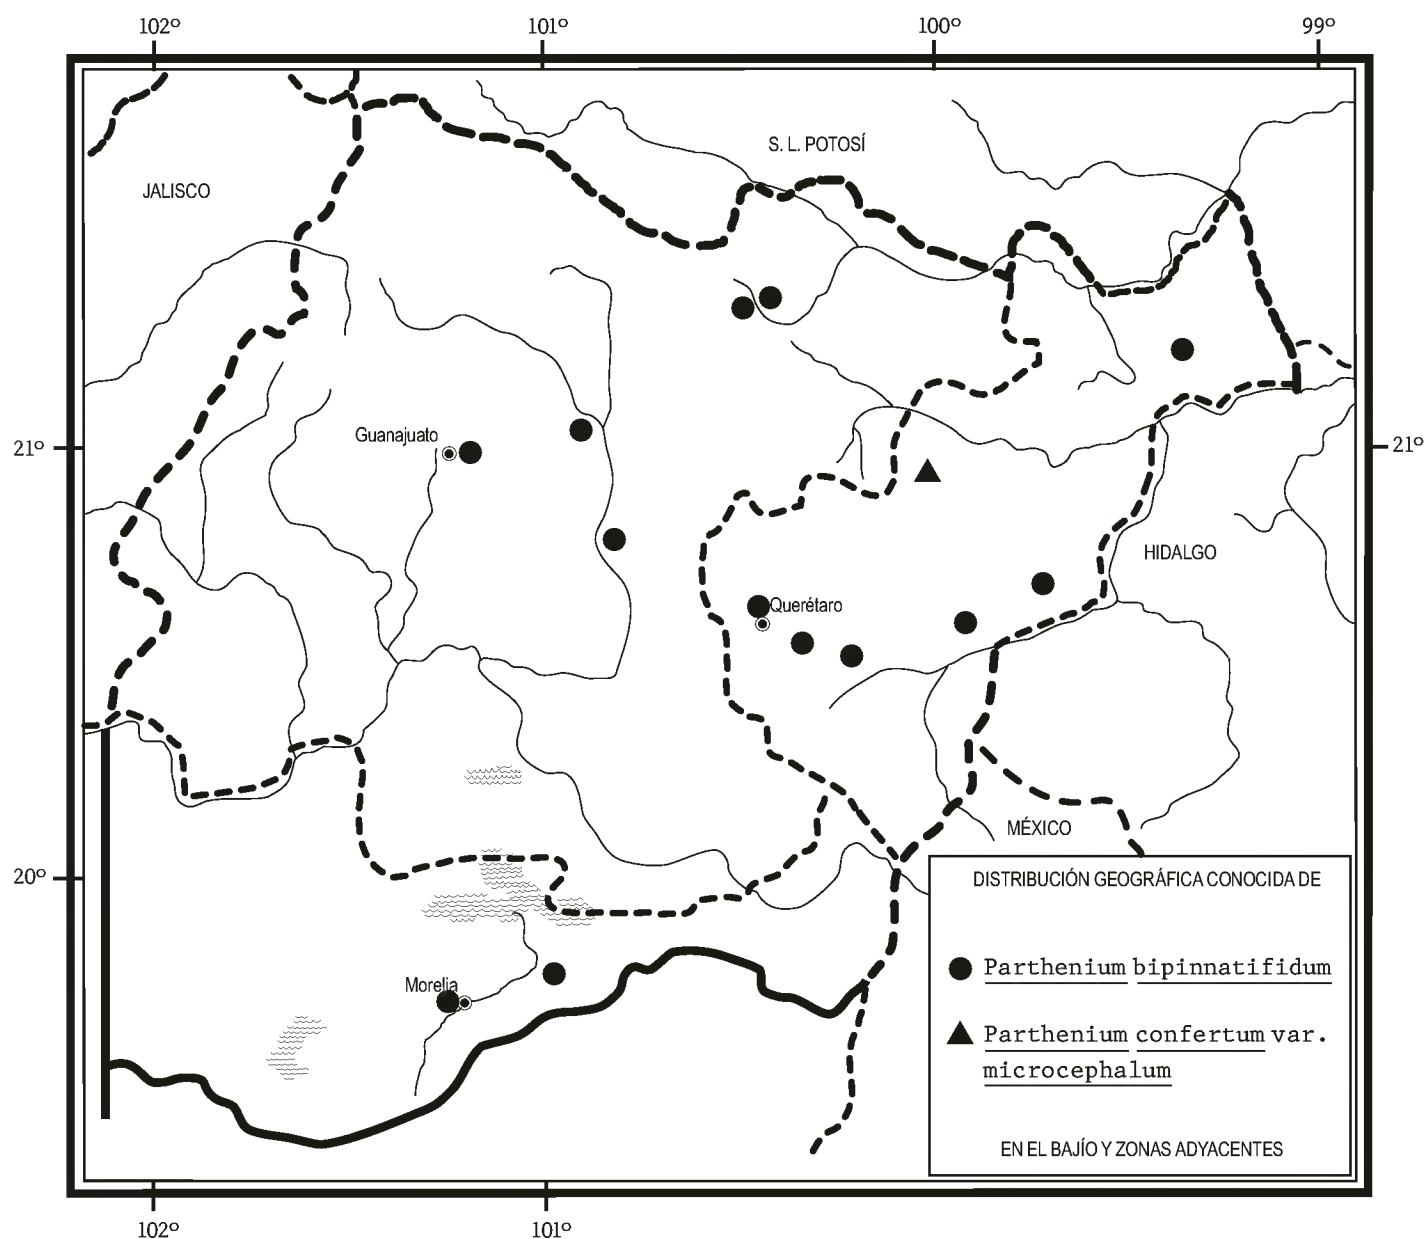 102º 101º 100º 99º
S. L. POTOSÍ
JALISCO
Guanajuato
21º 21º
HIDALGO
Querétaro
MÉXICO
20º
DISTRIBUCIÓN GEOGRÁFICA CONOCIDA DE
Parthenium bipinnatifidum
Morelia
Parthenium confertum var.
microcephalum
EN EL BAJÍO Y ZONAS ADYACENTES
102º 101º